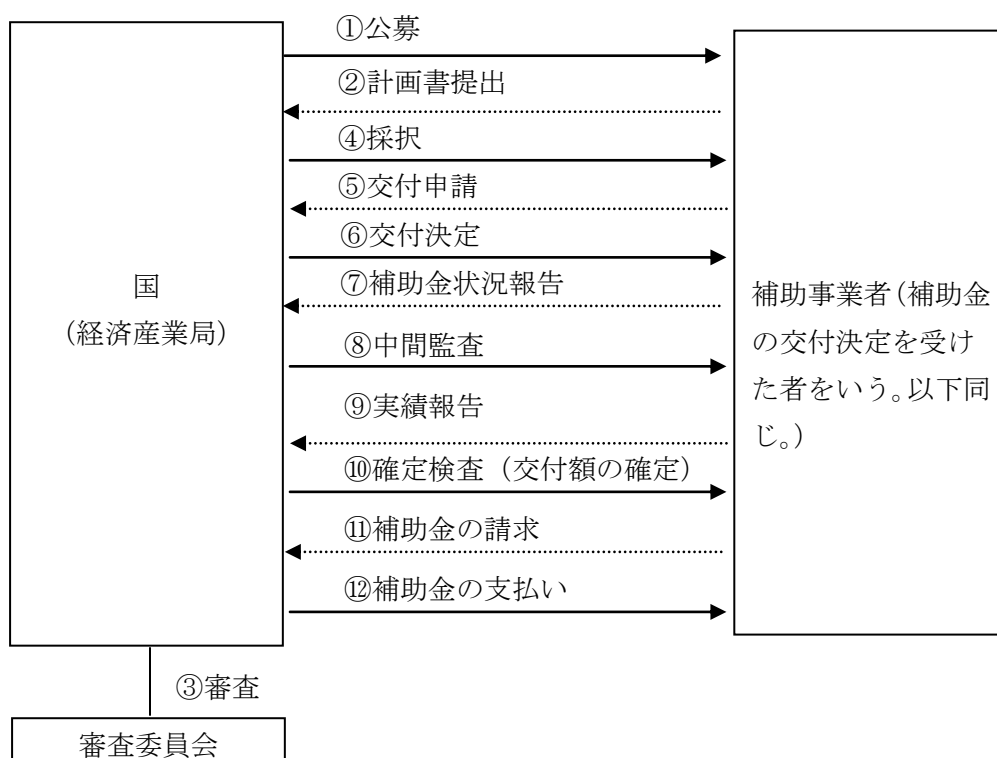 ①公募
②計画書提出
④採択
⑤交付申請
⑥交付決定
⑦補助金状況報告
⑧中間監査
⑨実績報告
⑩確定検査（交付額の確定）
⑪補助金の請求
⑫補助金の支払い
国
（経済産業局）
補助事業者（補助金
の交付決定を受け
た者をいう。以下同
じ。）
③審査
審査委員会